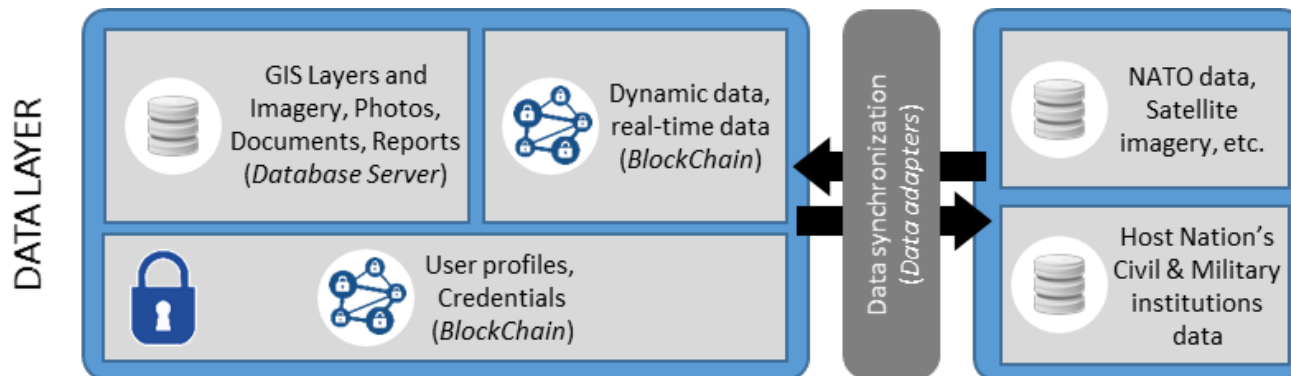 DATA LAYER
GIS Layers and
Imagery, Photos,
Documents, Reports
(Database Server)
Dynamic data,
real-time data
(BlockChain)
User profiles,
Credentials
(BlockChain)
Data synchronization
(Data adapters)
NATO data,
Satellite
imagery, etc.
Host Nation’s
Civil & Military
institutions
data